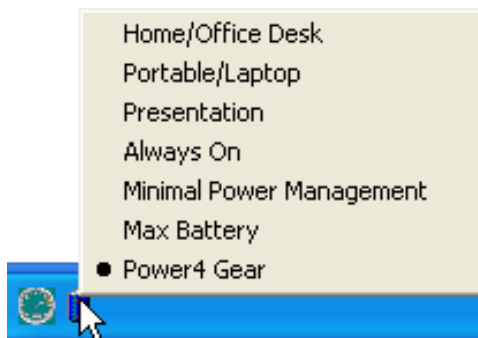 Home/Office Desk
Portable/Laptop
Presentation
Always On
Minimal Power Management
Max Battery
Power4 Gear